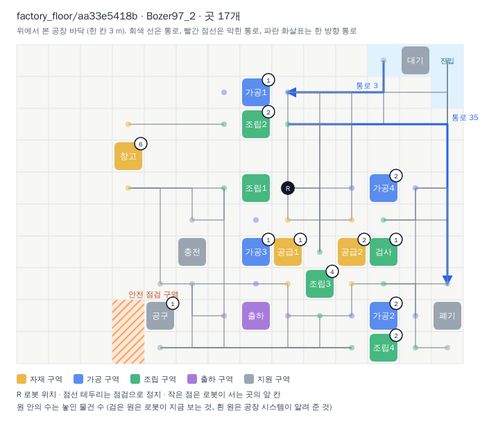 factory_floor/aa33e5418b · Bozer97_2 · 곳 17개
위에서 본 공장 바닥 (한 칸 3 m). 회색 선은 통로, 빨간 점선은 막힌 통로, 파란 화살표는 한 방향 통로
대기
진입
1
가공1
통로 3
2
조립2
통로 35
6
창고
조립1
R
2
가공4
충전
1
가공3
1
공급1
2
공급2
1
검사
4
조립3
안전 점검 구역
1
공구
출하
2
가공2
폐기
2
조립4
자재 구역
가공 구역
조립 구역
출하 구역
지원 구역
R 로봇 위치 · 점선 테두리는 점검으로 정지 · 작은 점은 로봇이 서는 곳의 앞 칸
원 안의 수는 놓인 물건 수 (검은 원은 로봇이 지금 보는 것, 흰 원은 공장 시스템이 알려 준 것)